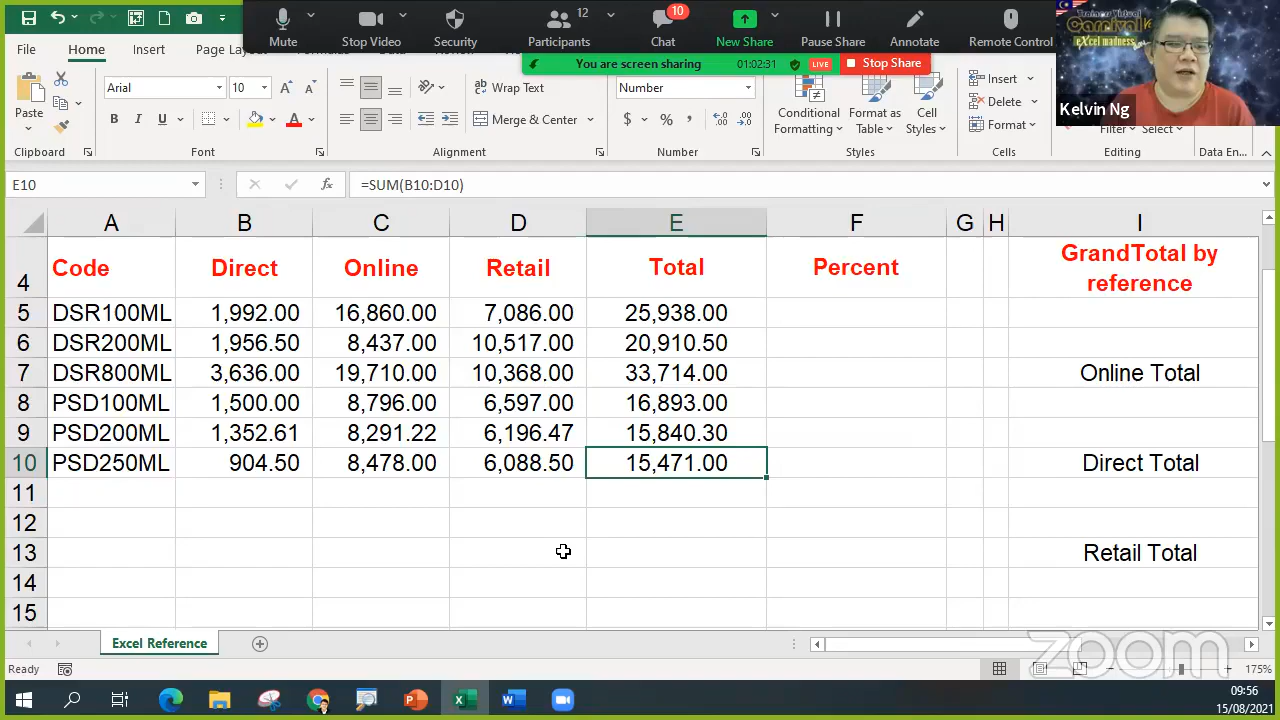 12
10
Mute
Stop Video
Security
Participants
Chat
New Share
Pause Share
Annotate
Remote Control
You are screen sharing
LIVE
01:02:31
Stop Share
Trainers Virtual
Carnival
eXcel madness
Kelvin Ng
File
Home
Insert
Page
Arial
10
Wrap Text
Number
Insert
Paste
B I U
Merge & Center
$ % ,
Conditional Formatting
Format as Table
Cell Styles
Delete
Format
Filter
Select
Clipboard
Font
Alignment
Number
Styles
Cells
Editing
Data En...
E10
fx
=SUM(B10:D10)
A B C D E F G H I
4 Code Direct Online Retail Total Percent GrandTotal by reference
5 DSR100ML 1,992.00 16,860.00 7,086.00 25,938.00
6 DSR200ML 1,956.50 8,437.00 10,517.00 20,910.50
7 DSR800ML 3,636.00 19,710.00 10,368.00 33,714.00 Online Total
8 PSD100ML 1,500.00 8,796.00 6,597.00 16,893.00
9 PSD200ML 1,352.61 8,291.22 6,196.47 15,840.30
10 PSD250ML 904.50 8,478.00 6,088.50 15,471.00 Direct Total
11
12
13 Retail Total
14
15
Excel Reference
zoom
Ready
175%
09:56
15/08/2021